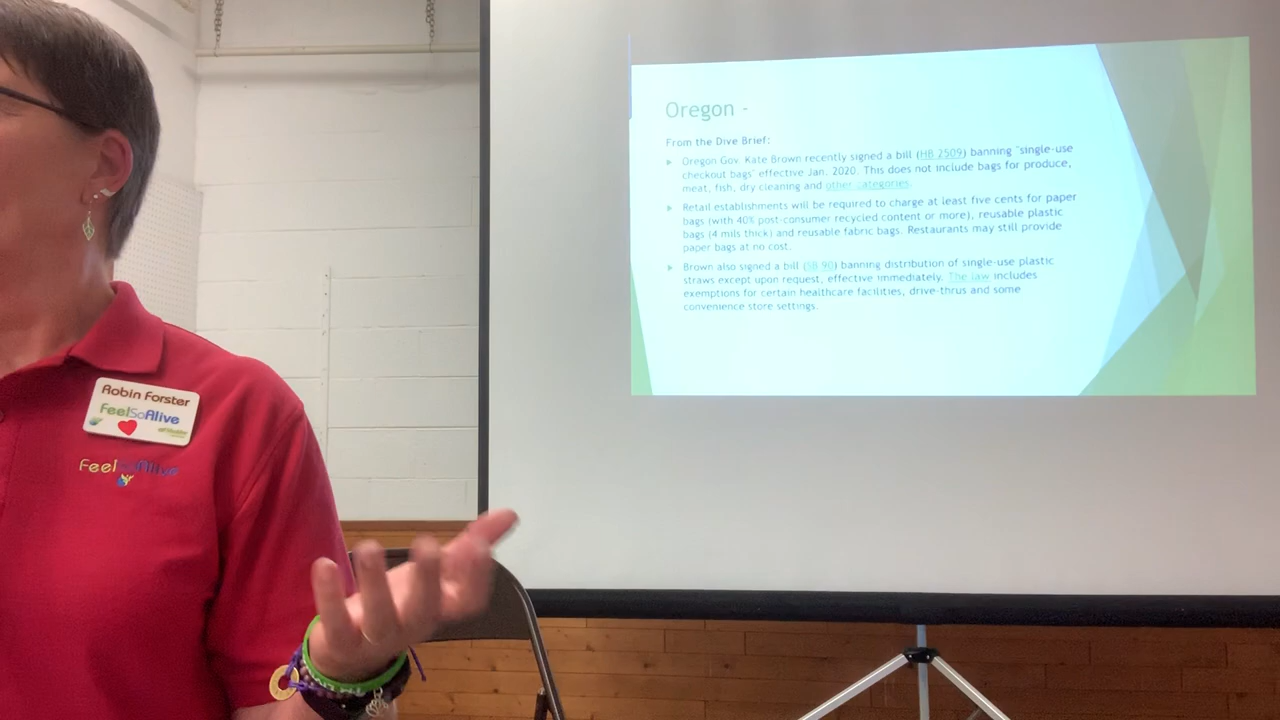 Oregon -
From the Dive Brief:
Oregon Gov. Kate Brown recently signed a bill (HB 2509) banning "single-use
checkout bags" effective Jan. 2020. This does not include bags for produce,
meat, fish, dry cleaning and other categories.
Retail establishments will be required to charge at least five cents for paper
bags (with 40% post-consumer recycled content or more), reusable plastic
bags (4 mils thick) and reusable fabric bags. Restaurants may still provide
paper bags at no cost.
Brown also signed a bill (SB 90) banning distribution of single-use plastic
straws except upon request, effective immediately. The law includes
exemptions for certain healthcare facilities, drive-thrus and some
convenience store settings.
Robin Forster
FeelSoAlive
FeelSoAlive